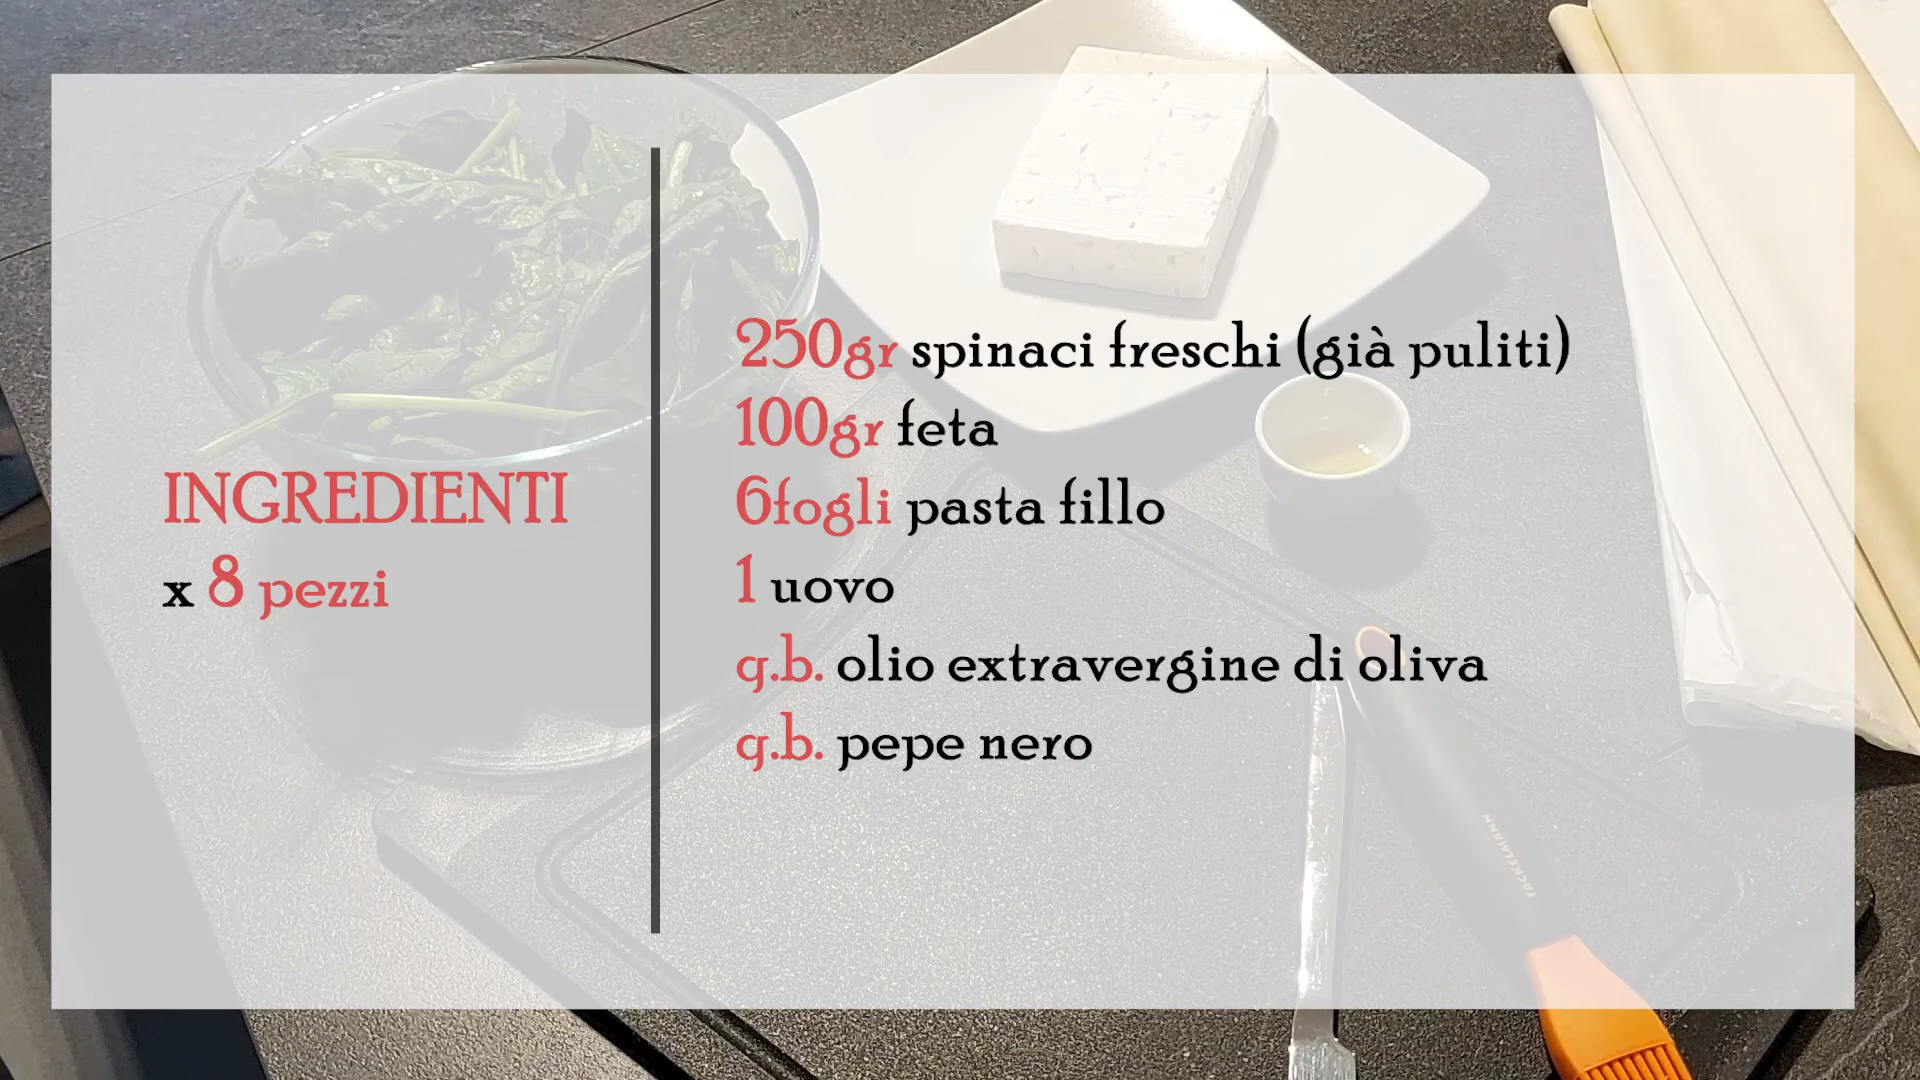 INGREDIENTI
x 8 pezzi
250gr spinaci freschi (già puliti)
100gr feta
6fogli pasta fillo
1 uovo
q.b. olio extravergine di oliva
q.b. pepe nero
FACKELMANN